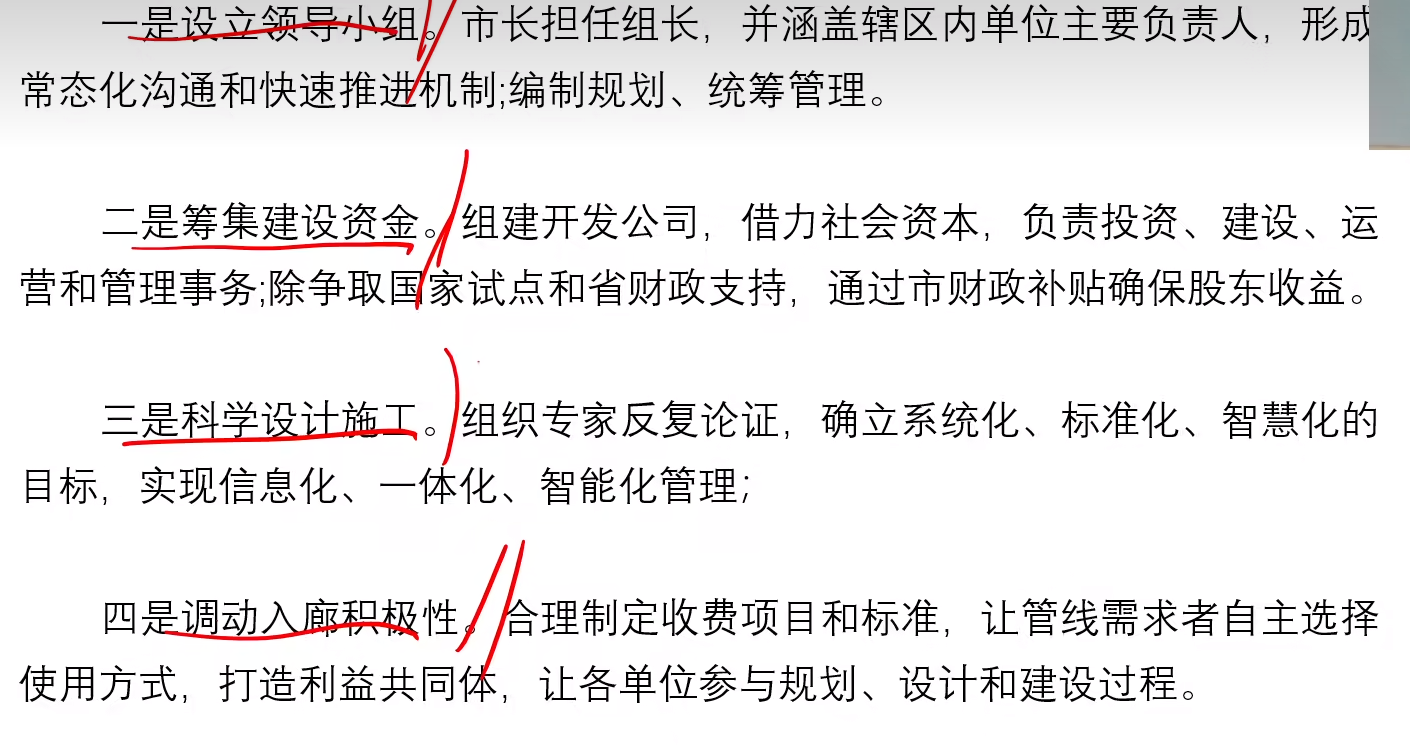 一是设立领导小组。市长担任组长，并涵盖辖区内单位主要负责人，形成
常态化沟通和快速推进机制;编制规划、统筹管理。
二是筹集建设资金。组建开发公司，借力社会资本，负责投资、建设、运
营和管理事务;除争取国家试点和省财政支持，通过市财政补贴确保股东收益。
三是科学设计施工。组织专家反复论证，确立系统化、标准化、智慧化的
目标，实现信息化、一体化、智能化管理；
四是调动入廊积极性。合理制定收费项目和标准，让管线需求者自主选择
使用方式，打造利益共同体，让各单位参与规划、设计和建设过程。